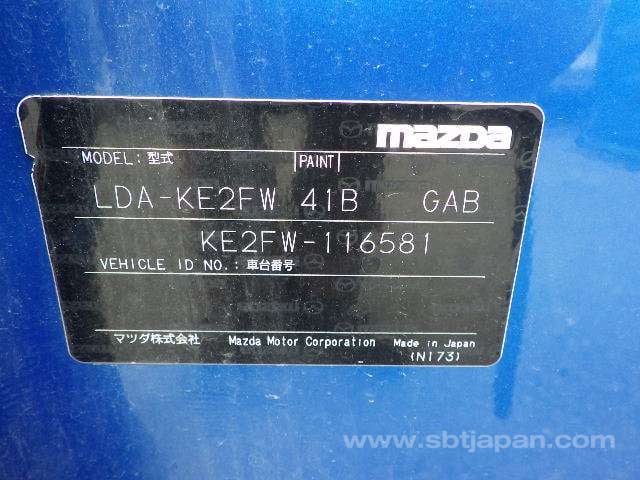 mazda
MODEL: 型式 PAINT
LDA-KE2FW 41B GAB
KE2FW-116581
VEHICLE ID NO.: 車台番号
マツダ株式会社 Mazda Motor Corporation Made in Japan
(N173)
www.sbtjapan.com